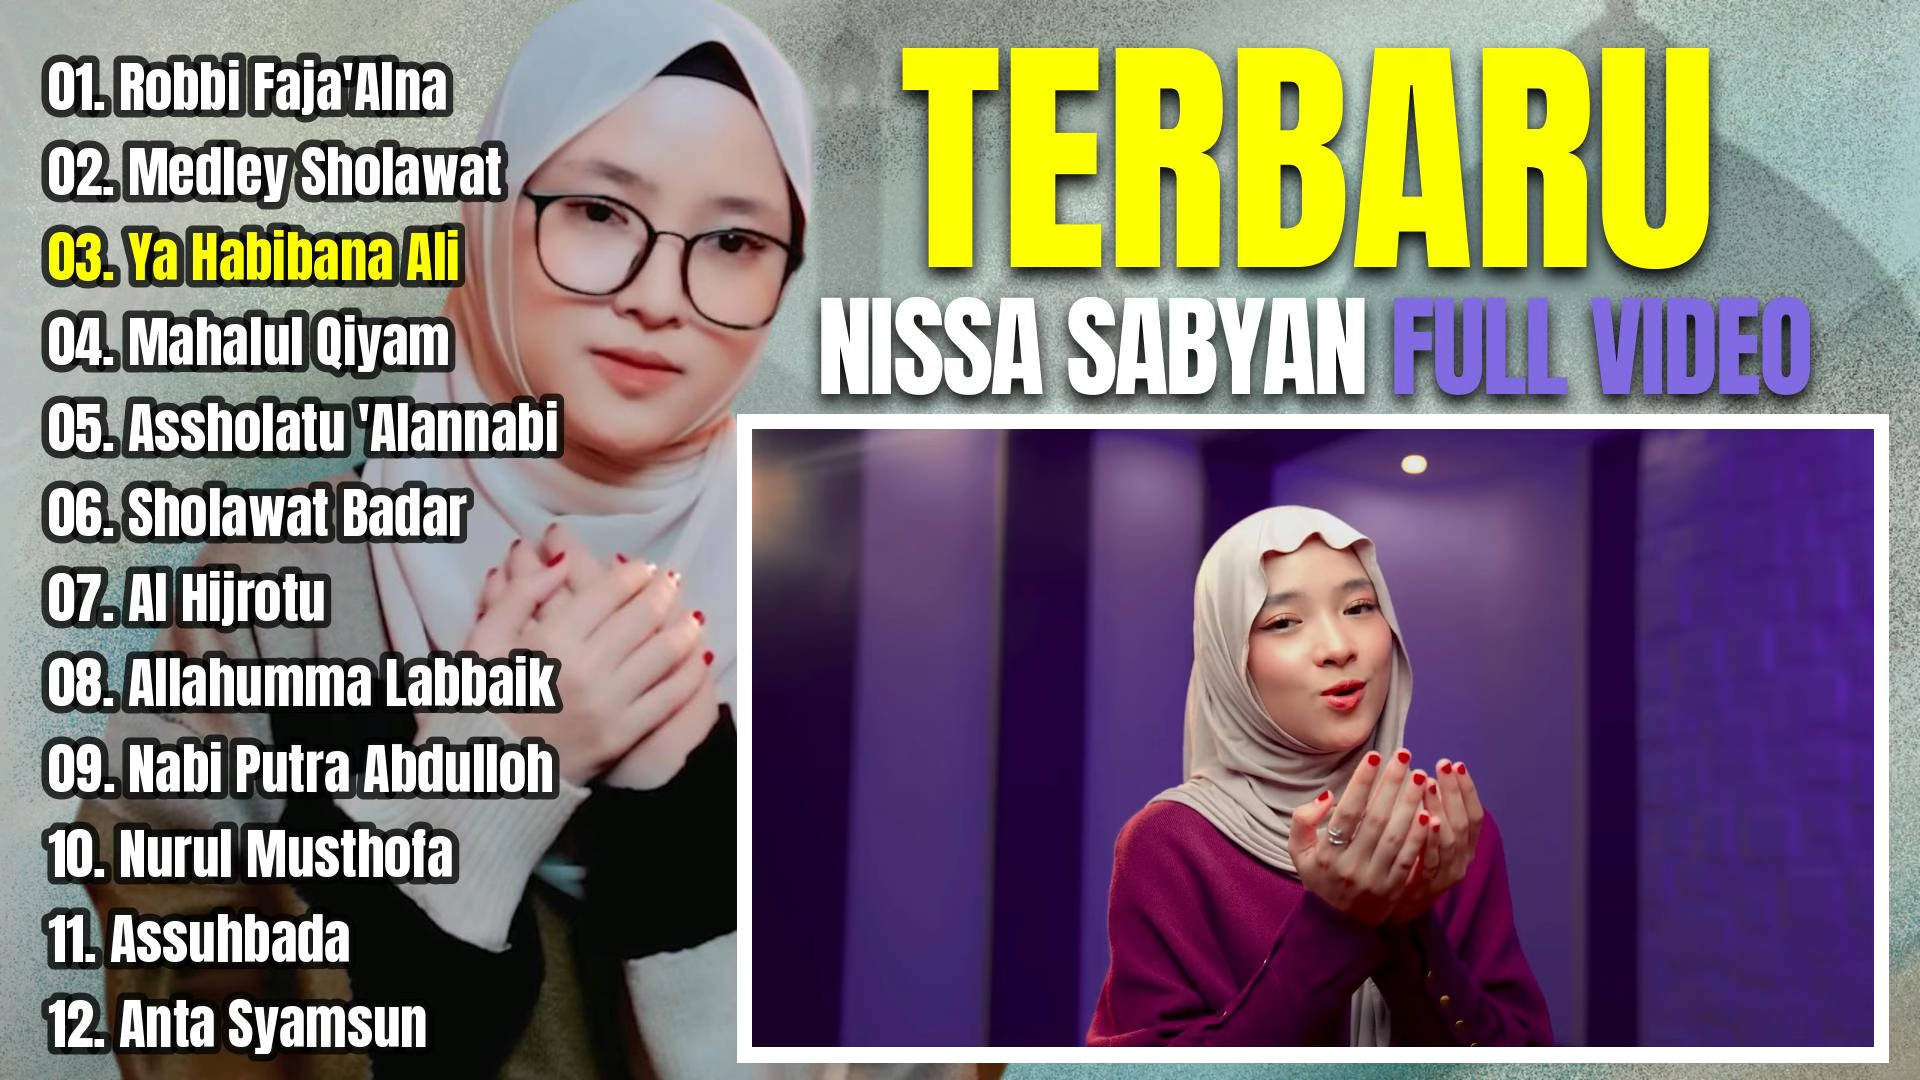 01. Robbi Faja'Alna
02. Medley Sholawat
03. Ya Habibana Ali
04. Mahalul Qiyam
05. Assholatu 'Alannabi
06. Sholawat Badar
07. Al Hijrotu
08. Allahumma Labbaik
09. Nabi Putra Abdulloh
10. Nurul Musthofa
11. Assuhbada
12. Anta Syamsun
TERBARU
NISSA SABYAN FULL VIDEO